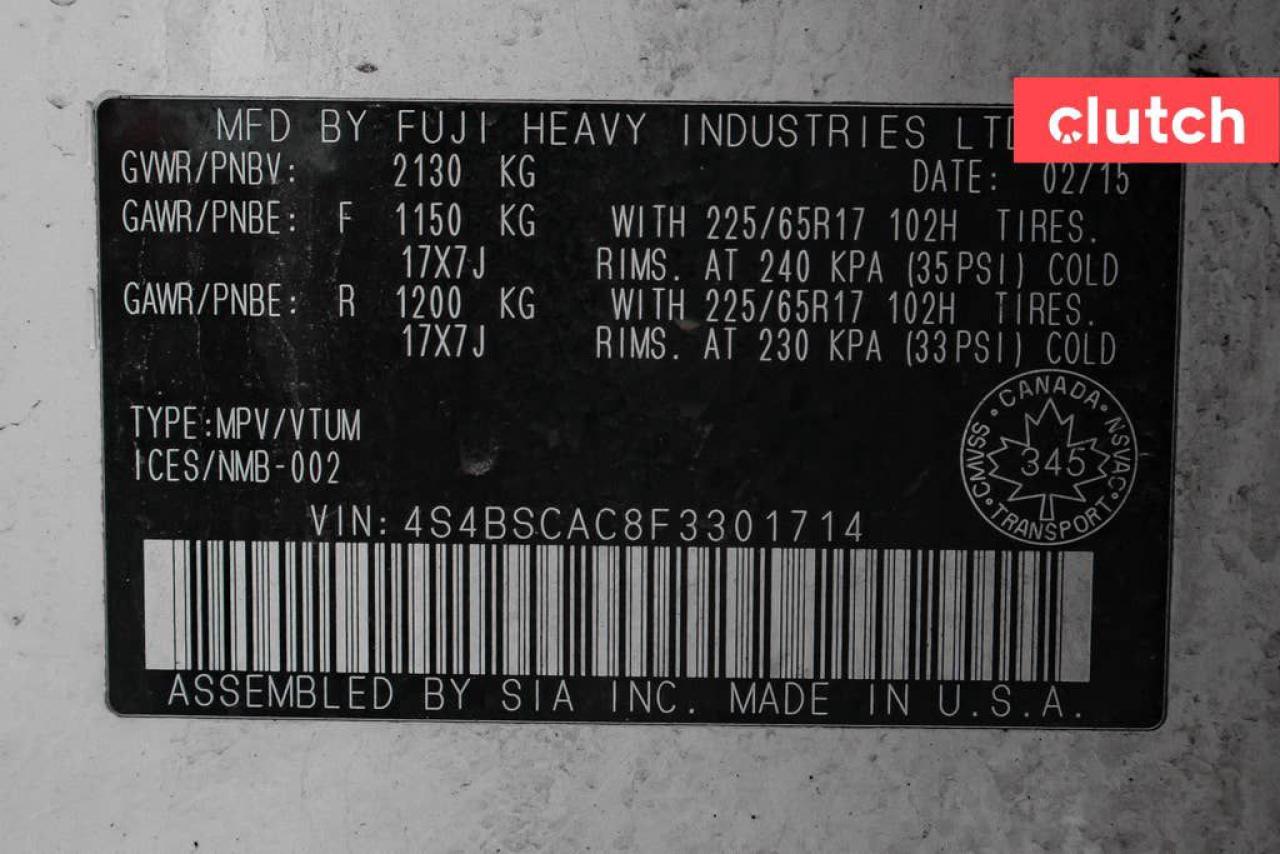 clutch
MFD BY FUJI HEAVY INDUSTRIES LTD
GVWR/PNBV: 2130 KG DATE: 02/15
GAWR/PNBE: F 1150 KG WITH 225/65R17 102H TIRES.
17X7J RIMS. AT 240 KPA (35PSI) COLD
GAWR/PNBE: R 1200 KG WITH 225/65R17 102H TIRES.
17X7J RIMS. AT 230 KPA (33PSI) COLD
TYPE:MPV/VTUM
ICES/NMB-002
CANADA • NSVAC • TRANSPORT • CMVSS •
345
VIN: 4S4BSCAC8F3301714
ASSEMBLED BY SIA INC. MADE IN U.S.A.